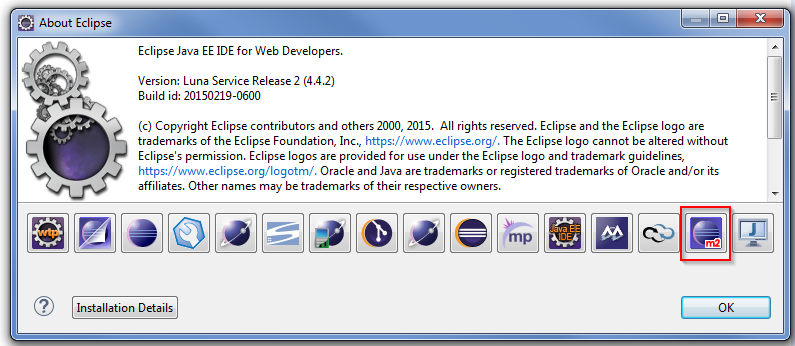 About Eclipse
Eclipse Java EE IDE for Web Developers.
Version: Luna Service Release 2 (4.4.2)
Build id: 20150219-0600
(c) Copyright Eclipse contributors and others 2000, 2015.  All rights reserved. Eclipse and the Eclipse logo are
trademarks of the Eclipse Foundation, Inc., https://www.eclipse.org/. The Eclipse logo cannot be altered without
Eclipse's permission. Eclipse logos are provided for use under the Eclipse logo and trademark guidelines,
https://www.eclipse.org/logotm/. Oracle and Java are trademarks or registered trademarks of Oracle and/or its
affiliates. Other names may be trademarks of their respective owners.
wtp mp Java EE IDE m2 J
? Installation Details OK